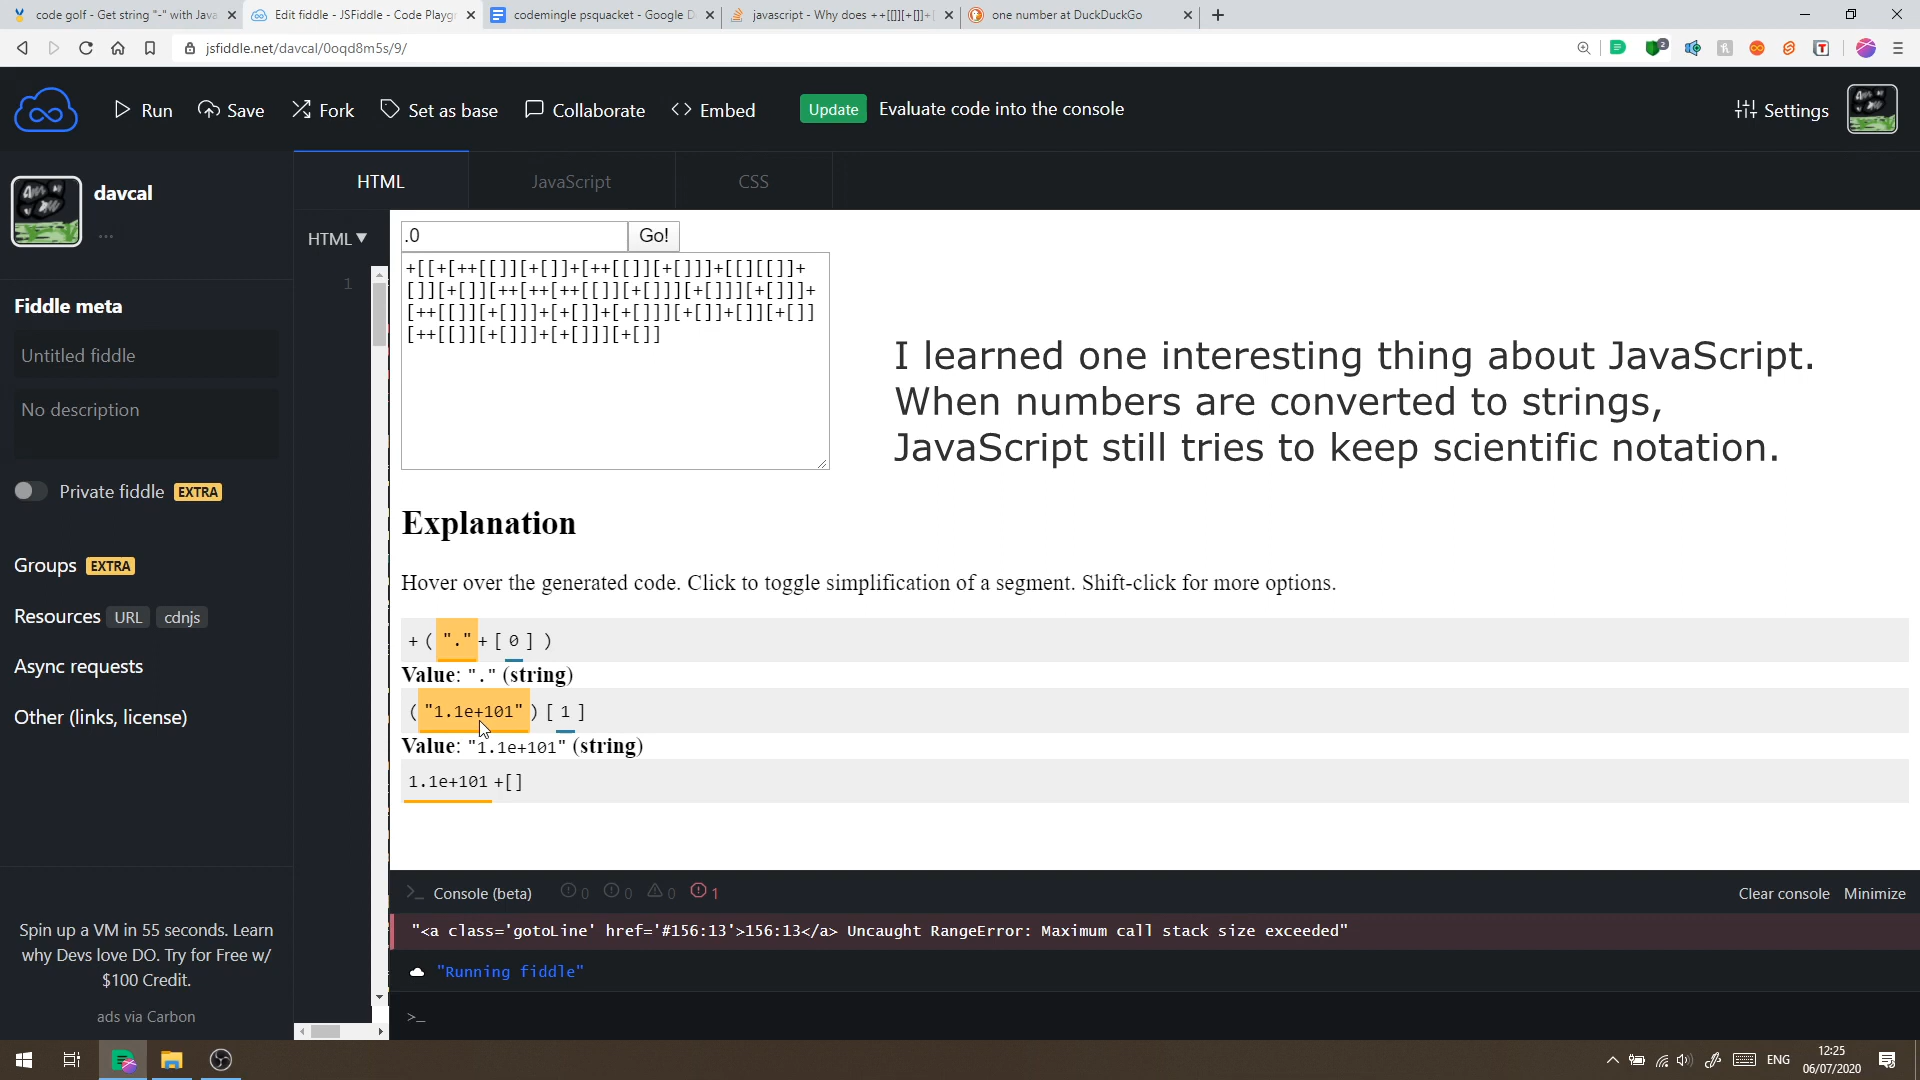 code golf - Get string "-" with Java
Edit fiddle - JSFiddle - Code Playgr
codemingle psquacket - Google D
javascript - Why does ++[[]][+[]]+[
one number at DuckDuckGo
jsfiddle.net/davcal/0oqd8m5s/9/
2
Run
Save
Fork
Set as base
Collaborate
Embed
Update
Evaluate code into the console
Settings
davcal
...
HTML
JavaScript
CSS
HTML▼
1
Fiddle meta
Untitled fiddle
No description
Private fiddle EXTRA
Groups EXTRA
Resources URL cdnjs
Async requests
Other (links, license)
Spin up a VM in 55 seconds. Learn
why Devs love DO. Try for Free w/
$100 Credit.
ads via Carbon
.0
Go!
+[[+[++[[]][+[]]+[++[[]][+[]]]+[[][[]]+
[]][+[]][++[++[++[[]][+[]]][+[]]][+[]]]+
[++[[]][+[]]]+[+[]]+[+[]]][+[]]+[]][+[]]
[++[[]][+[]]]+[+[]]][+[]]
I learned one interesting thing about JavaScript.
When numbers are converted to strings,
JavaScript still tries to keep scientific notation.
Explanation
Hover over the generated code. Click to toggle simplification of a segment. Shift-click for more options.
+("."+[0])
Value: "." (string)
("1.1e+101")[1]
Value: "1.1e+101" (string)
1.1e+101+[]
>_ Console (beta) 0 0 0 1
Clear console Minimize
"<a class='gotoLine' href='#156:13'>156:13</a> Uncaught RangeError: Maximum call stack size exceeded"
"Running fiddle"
>_
ENG
12:25
06/07/2020